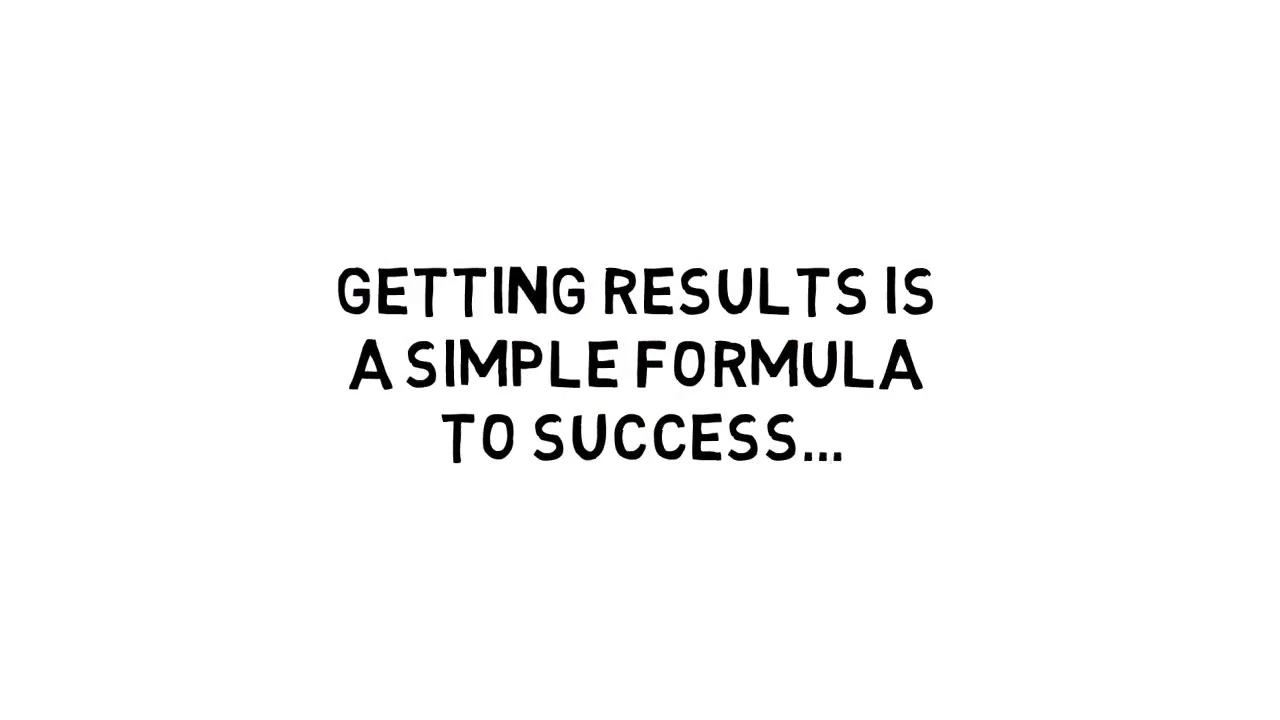 GETTING RESULTS IS
A SIMPLE FORMULA
TO SUCCESS...